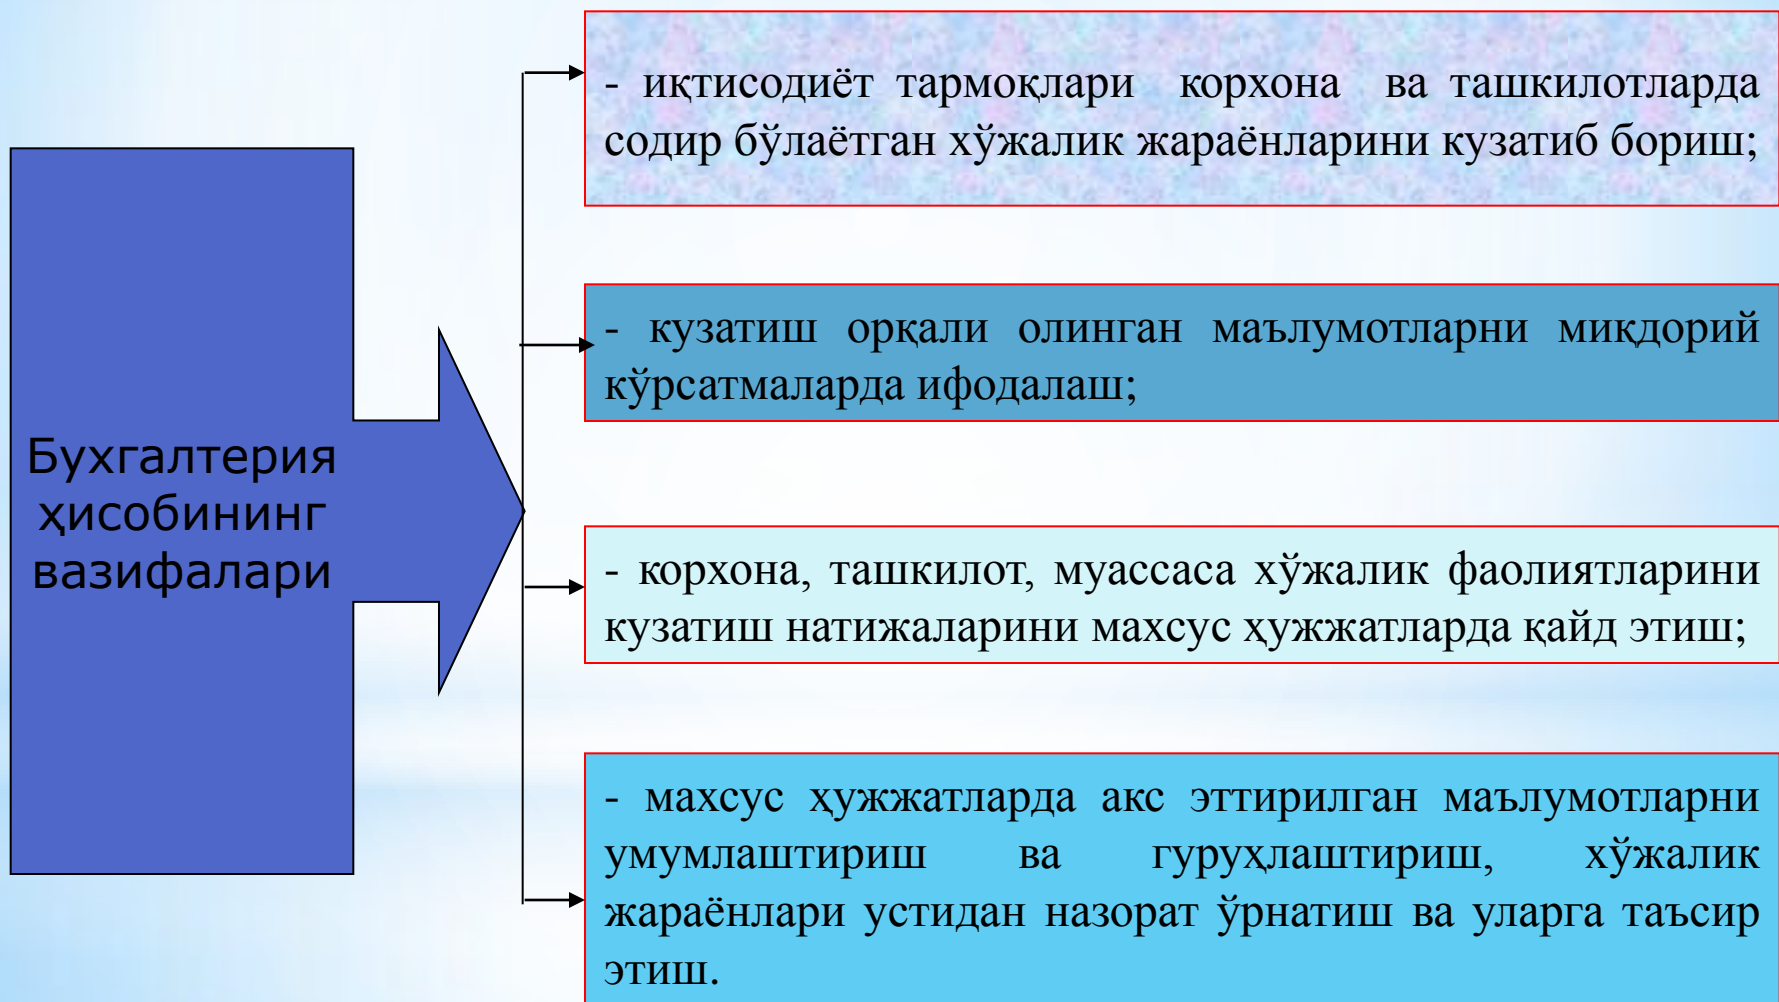 Бухгалтерия
ҳисобининг
вазифалари
- иқтисодиёт тармоқлари корхона ва ташкилотларда
содир бўлаётган хўжалик жараёнларини кузатиб бориш;
- кузатиш орқали олинган маълумотларни миқдорий
кўрсатмаларда ифодалаш;
- корхона, ташкилот, муассаса хўжалик фаолиятларини
кузатиш натижаларини махсус ҳужжатларда қайд этиш;
- махсус ҳужжатларда акс эттирилган маълумотларни
умумлаштириш ва гуруҳлаштириш, хўжалик
жараёнлари устидан назорат ўрнатиш ва уларга таъсир
этиш.